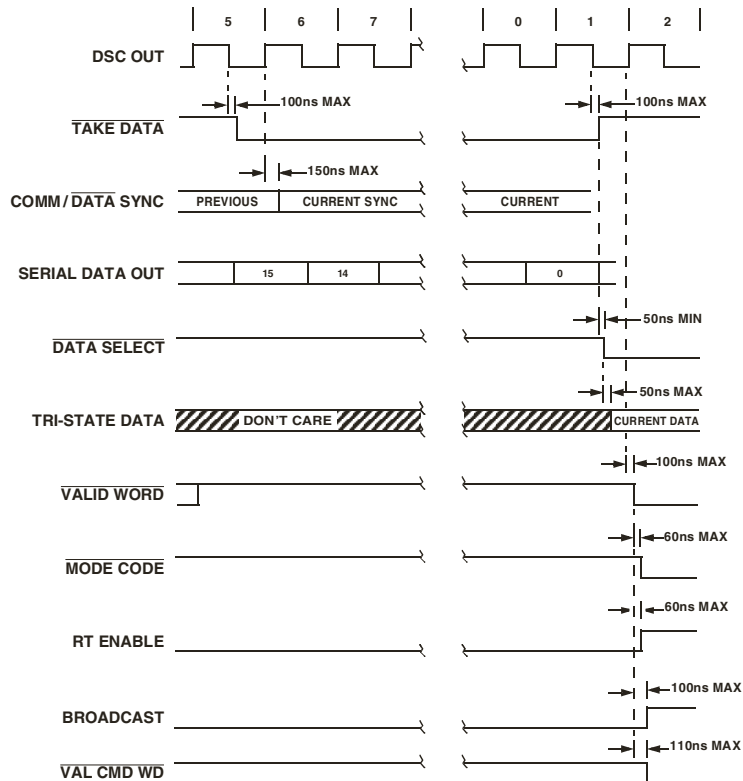 5 6 7 0 1 2
DSC OUT
100ns MAX 100ns MAX
TAKE DATA
150ns MAX
COMM/DATA SYNC PREVIOUS CURRENT SYNC CURRENT
SERIAL DATA OUT 15 14 0
50ns MIN
DATA SELECT
50ns MAX
TRI-STATE DATA DON'T CARE CURRENT DATA
100ns MAX
VALID WORD
60ns MAX
MODE CODE
60ns MAX
RT ENABLE
100ns MAX
BROADCAST
110ns MAX
VAL CMD WD